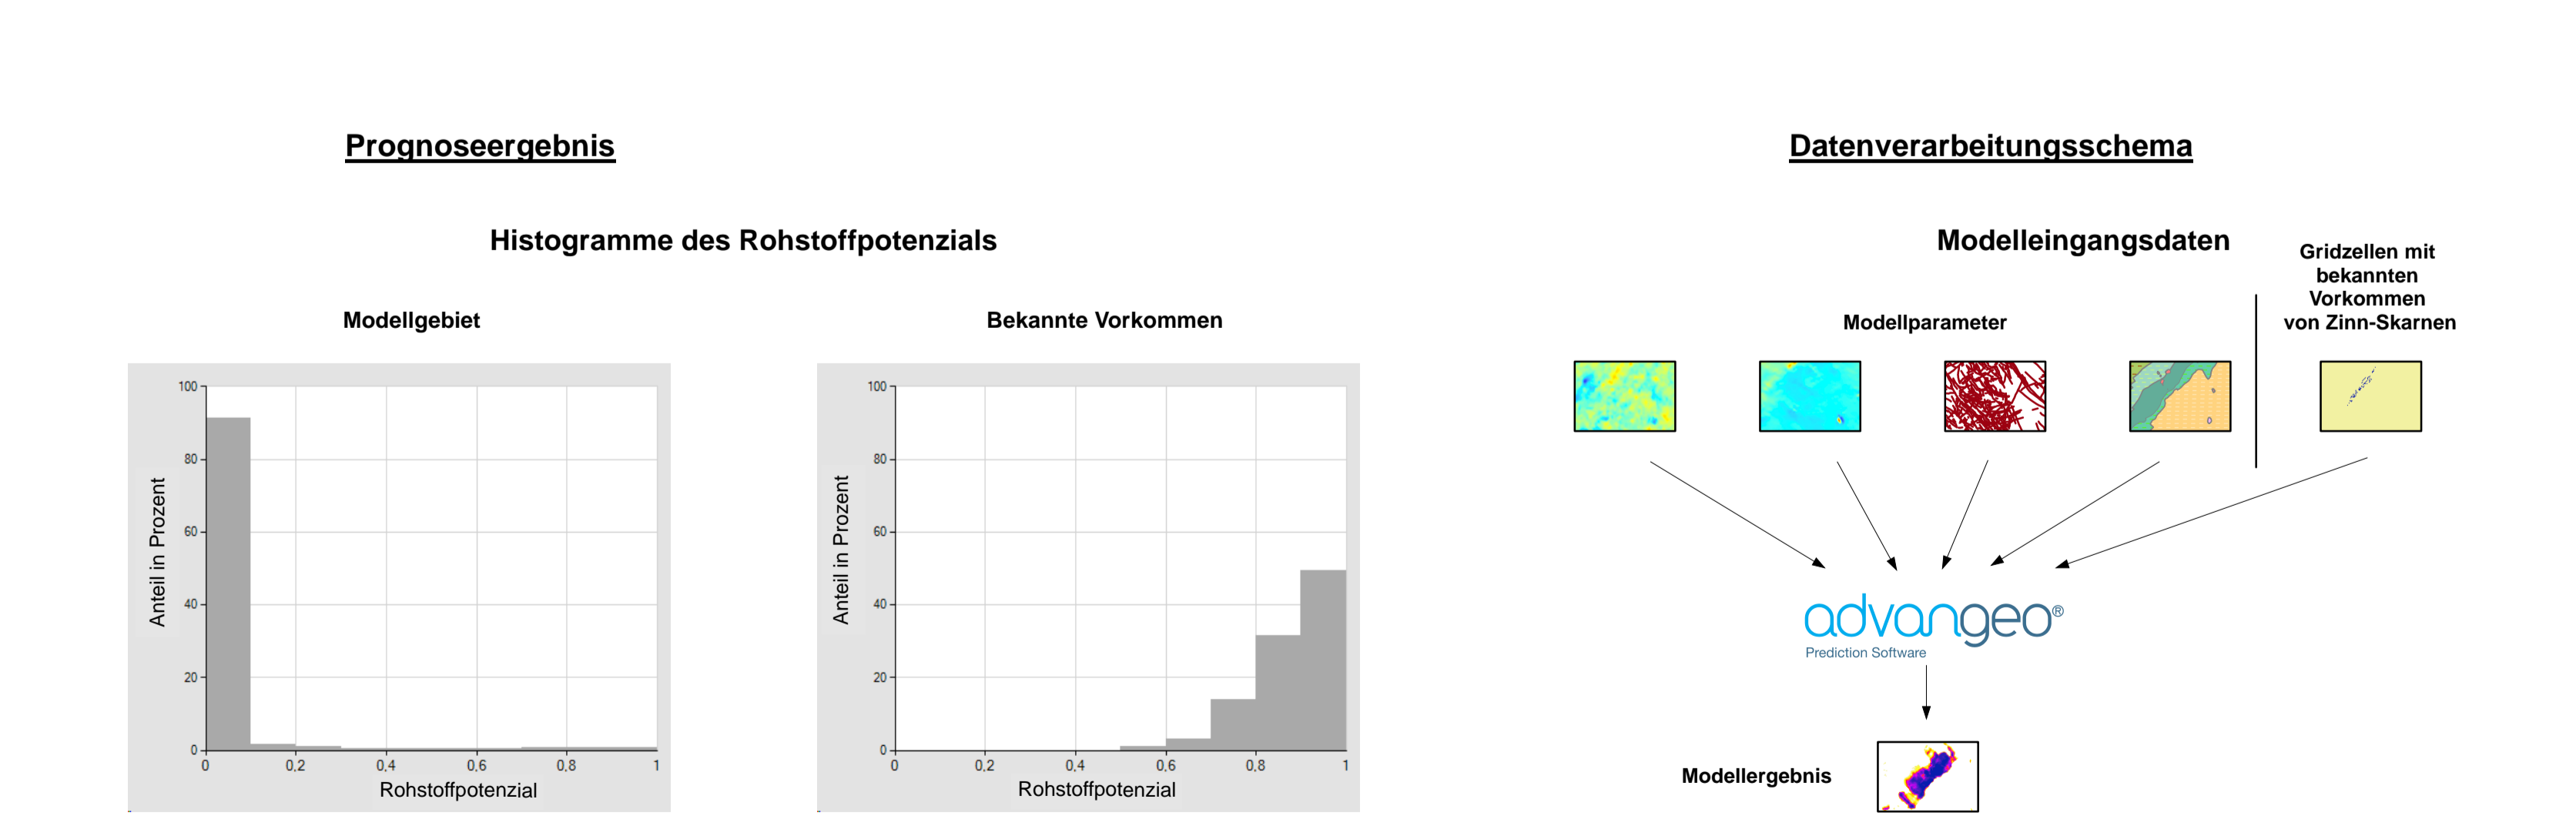 Prognoseergebnis
Histogramme des Rohstoffpotenzials
Modellgebiet
100
80
60
40
20
0
0
0,2
0,4
0,6
0,8
1
Anteil in Prozent
Rohstoffpotenzial
Bekannte Vorkommen
100
80
60
40
20
0
0
0,2
0,4
0,6
0,8
1
Anteil in Prozent
Rohstoffpotenzial
Datenverarbeitungsschema
Modelleingangsdaten
Modellparameter
Gridzellen mit
bekannten
Vorkommen
von Zinn-Skarnen
advangeo®
Prediction Software
Modellergebnis